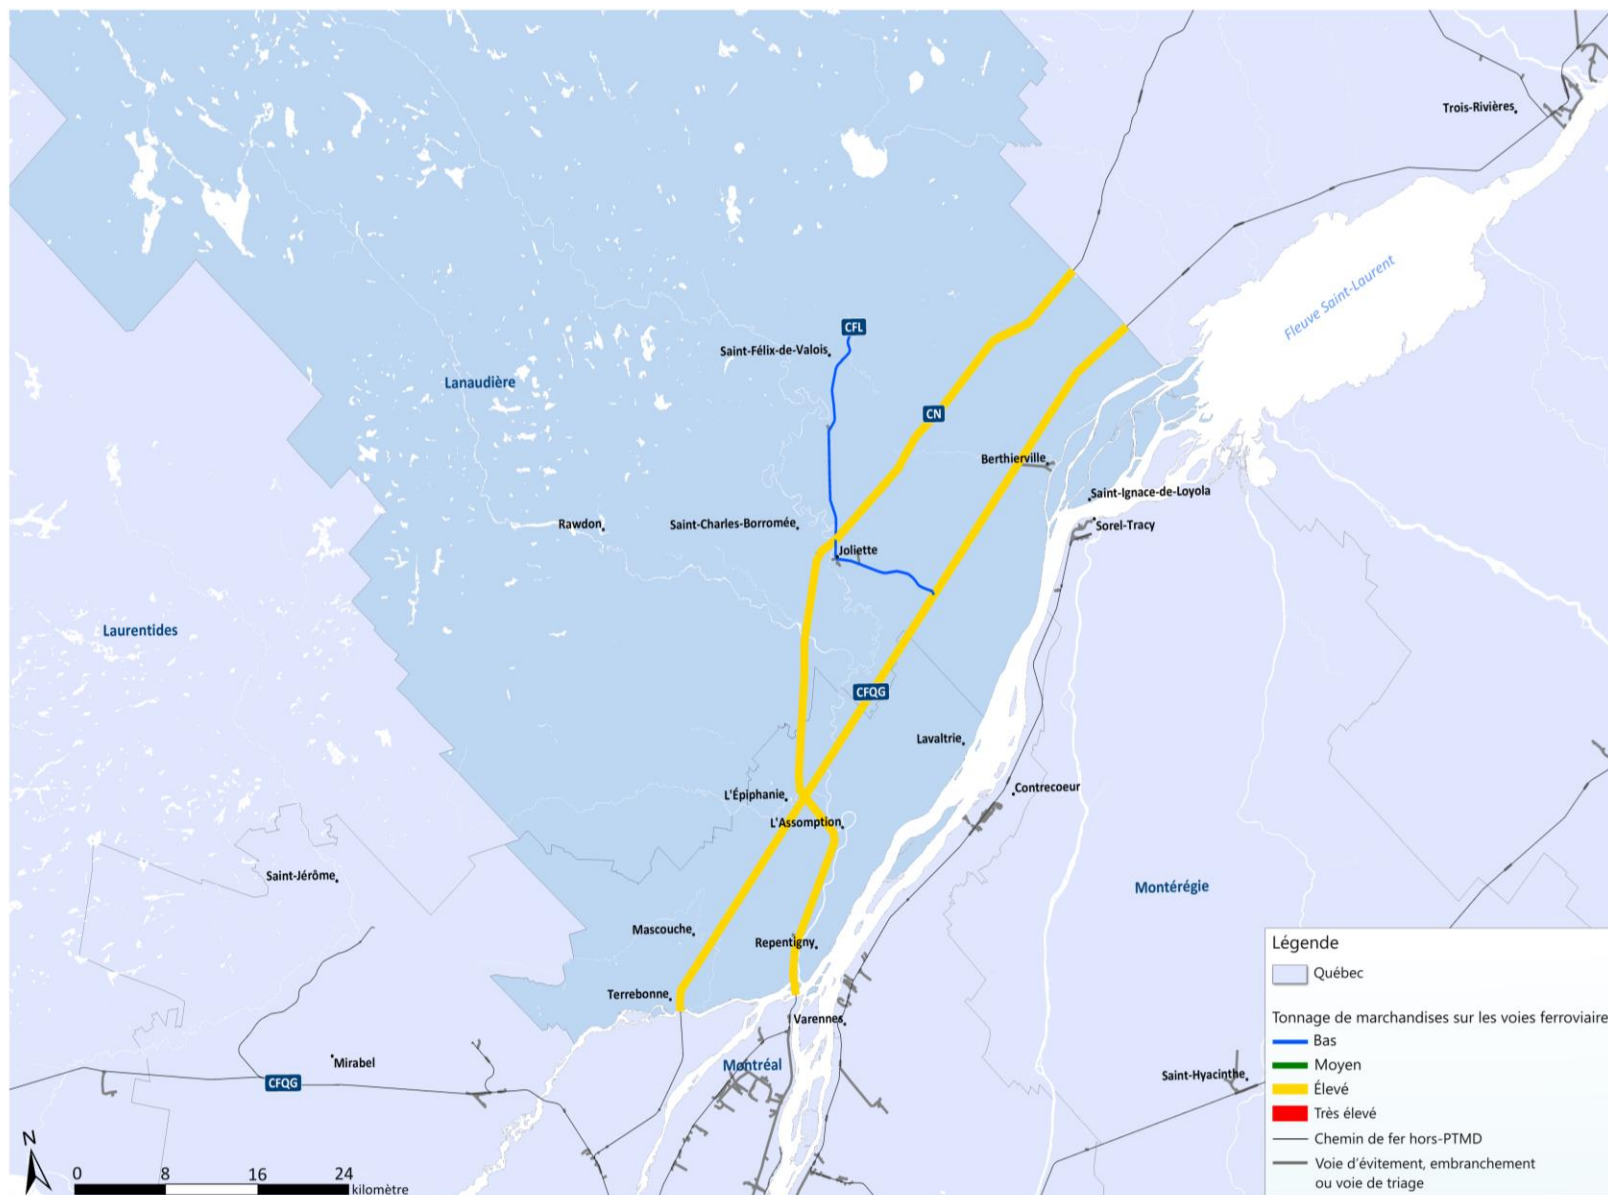 Trois-Rivières
Fleuve Saint-Laurent
CFL
Saint-Félix-de-Valois
Lanaudière
CN
Berthierville
Saint-Ignace-de-Loyola
Rawdon
Saint-Charles-Borromée
Sorel-Tracy
Joliette
Laurentides
CFQG
Lavaltrie
L'Épiphanie
Contrecoeur
L'Assomption
Saint-Jérôme
Montérégie
Mascouche
Repentigny
Terrebonne
Varennes
Mirabel
Montréal
CFQG
Saint-Hyacinthe
Légende
Québec
Tonnage de marchandises sur les voies ferroviaire
Bas
Moyen
Élevé
Très élevé
Chemin de fer hors-PTMD
Voie d'évitement, embranchement
ou voie de triage
N
0 8 16 24
kilomètre